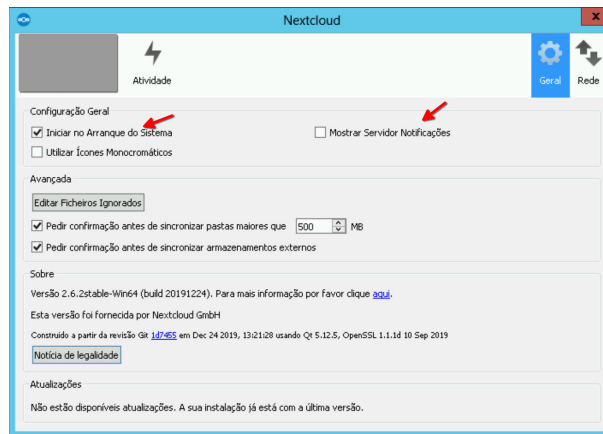 Nextcloud
x
Atividade
Geral
Rede
Configuração Geral
Iniciar no Arranque do Sistema
Mostrar Servidor Notificações
Utilizar Ícones Monocromáticos
Avançada
Editar Ficheiros Ignorados
Pedir confirmação antes de sincronizar pastas maiores que 500 MB
Pedir confirmação antes de sincronizar armazenamentos externos
Sobre
Versão 2.6.2stable-Win64 (build 20191224). Para mais informação por favor clique aqui.
Esta versão foi fornecida por Nextcloud GmbH
Construído a partir da revisão Git 1d7455 em Dec 24 2019, 13:21:28 usando Qt 5.12.5, OpenSSL 1.1.1d 10 Sep 2019
Notícia de legalidade
Atualizações
Não estão disponíveis atualizações. A sua instalação já está com a última versão.